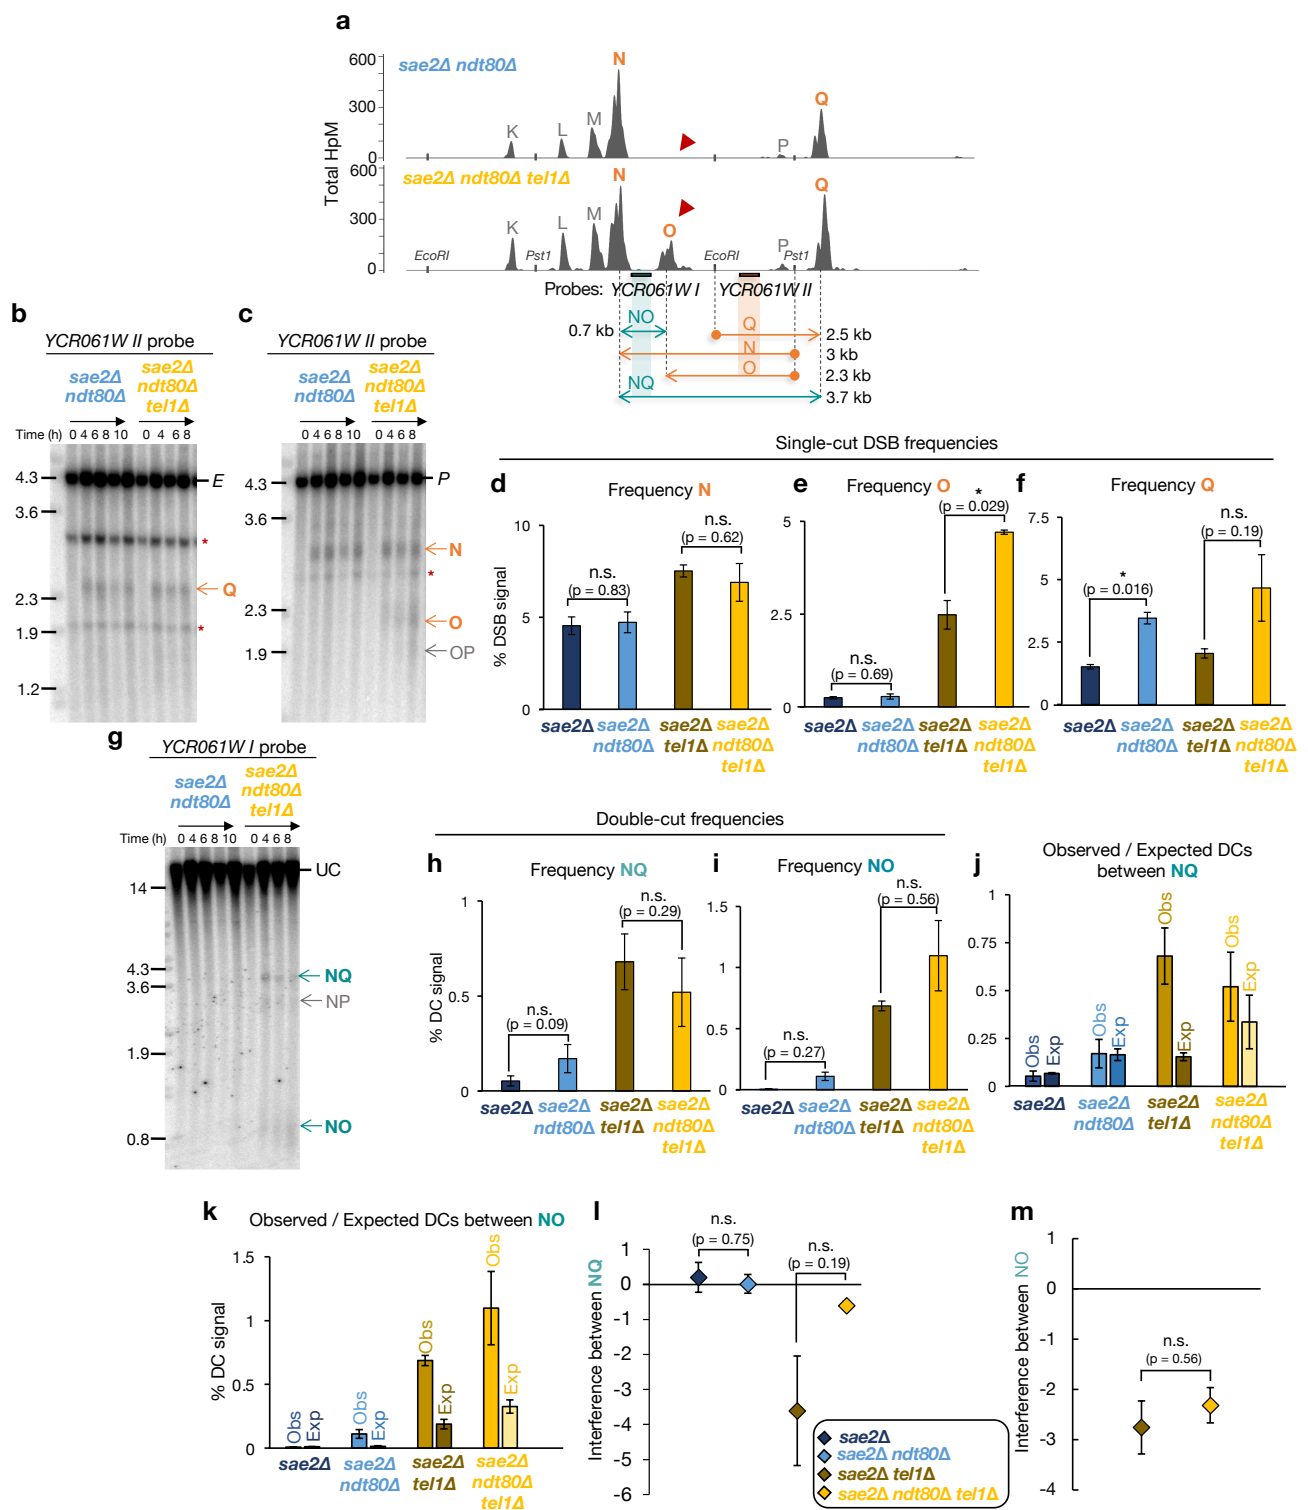 a
Total HpM
600
300
0
sae2Δ ndt80Δ
K
L
M
N
P
Q
600
300
0
sae2Δ ndt80Δ tel1Δ
K
L
M
N
O
P
Q
EcoRI
Pst1
EcoRI
Pst1
Probes: YCR061W I YCR061W II
0.7 kb
NO
Q
2.5 kb
N
3 kb
O
2.3 kb
NQ
3.7 kb
b
YCR061W II probe
sae2Δ
ndt80Δ
sae2Δ
ndt80Δ
tel1Δ
Time (h)
0 4 6 8 10 0 4 6 8
4.3
E
3.6
*
Q
2.3
1.9
*
1.2
c
YCR061W II probe
sae2Δ
ndt80Δ
sae2Δ
ndt80Δ
tel1Δ
0 4 6 8 10 0 4 6 8
4.3
P
3.6
N
*
2.3
O
OP
1.9
1.2
Single-cut DSB frequencies
d
Frequency N
% DSB signal
10
5
0
n.s.
(p = 0.83)
n.s.
(p = 0.62)
sae2Δ
sae2Δ
ndt80Δ
sae2Δ
tel1Δ
sae2Δ
ndt80Δ
tel1Δ
e
Frequency O
5
2.5
0
n.s.
(p = 0.69)
*
(p = 0.029)
sae2Δ
sae2Δ
ndt80Δ
sae2Δ
tel1Δ
sae2Δ
ndt80Δ
tel1Δ
f
Frequency Q
7.5
5
2.5
0
*
(p = 0.016)
n.s.
(p = 0.19)
sae2Δ
sae2Δ
ndt80Δ
sae2Δ
tel1Δ
sae2Δ
ndt80Δ
tel1Δ
g
YCR061W I probe
sae2Δ
ndt80Δ
sae2Δ
ndt80Δ
tel1Δ
Time (h)
0 4 6 8 10 0 4 6 8
UC
14
4.3
NQ
3.6
NP
1.9
NO
0.8
Double-cut frequencies
h
Frequency NQ
% DC signal
1
0.5
0
n.s.
(p = 0.09)
n.s.
(p = 0.29)
sae2Δ
sae2Δ
ndt80Δ
sae2Δ
tel1Δ
sae2Δ
ndt80Δ
tel1Δ
i
Frequency NO
1.5
1
0.5
0
n.s.
(p = 0.27)
n.s.
(p = 0.56)
sae2Δ
sae2Δ
ndt80Δ
sae2Δ
tel1Δ
sae2Δ
ndt80Δ
tel1Δ
j
Observed / Expected DCs
between NQ
1
0.75
0.5
0.25
0
Obs
Exp
Obs
Exp
Obs
Exp
Obs
Exp
sae2Δ
sae2Δ
ndt80Δ
sae2Δ
tel1Δ
sae2Δ
ndt80Δ
tel1Δ
k
Observed / Expected DCs between NO
% DC signal
1.5
1
0.5
0
Obs
Exp
Obs
Exp
Obs
Exp
Obs
Exp
sae2Δ
sae2Δ
ndt80Δ
sae2Δ
tel1Δ
sae2Δ
ndt80Δ
tel1Δ
l
Interference between NQ
1
0
-1
-2
-3
-4
-5
-6
n.s.
(p = 0.75)
n.s.
(p = 0.19)
sae2Δ
sae2Δ ndt80Δ
sae2Δ tel1Δ
sae2Δ ndt80Δ tel1Δ
m
Interference between NO
1
0
-1
-2
-3
-4
n.s.
(p = 0.56)